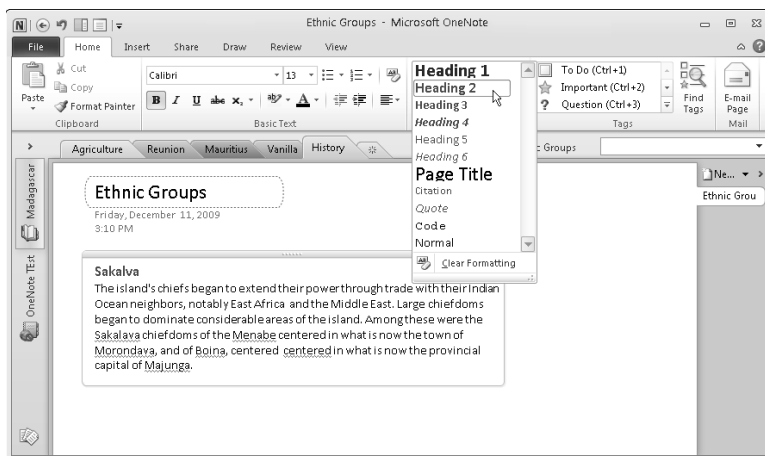 Ethnic Groups - Microsoft OneNote
File Home Insert Share Draw Review View
Paste
Cut
Copy
Format Painter
Clipboard
Calibri 13
B I U abc x,
Basic Text
Heading 1
Heading 2
Heading 3
Heading 4
Heading 5
Heading 6
Page Title
Citation
Quote
Code
Normal
Clear Formatting
To Do (Ctrl+1)
Important (Ctrl+2)
? Question (Ctrl+3)
Tags
Find
Tags
E-mail
Page
Mail
Agriculture Reunion Mauritius Vanilla History
c Groups
Ne...
Ethnic Grou
Madagascar
OneNote TEst
Ethnic Groups
Friday, December 11, 2009
3:10 PM
Sakalva
The island's chiefs began to extend their power through trade with their Indian
Ocean neighbors, notably East Africa and the Middle East. Large chiefdoms
began to dominate considerable areas of the island. Among these were the
Sakalava chiefdoms of the Menabe centered in what is now the town of
Morondava, and of Boina, centered centered in what is now the provincial
capital of Majunga.